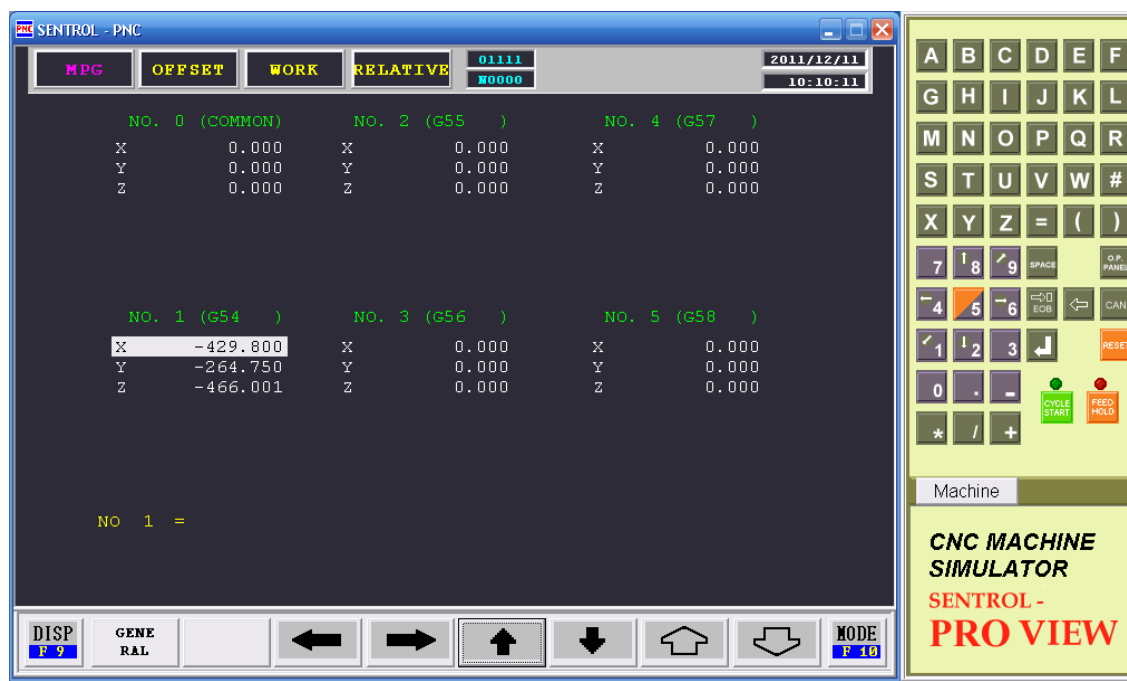 PNC SENTROL - PNC
MPG OFFSET WORK RELATIVE
O1111
N0000
2011/12/11
10:10:11
NO. 0 (COMMON) NO. 2 (G55 ) NO. 4 (G57 )
X 0.000 X 0.000 X 0.000
Y 0.000 Y 0.000 Y 0.000
Z 0.000 Z 0.000 Z 0.000
NO. 1 (G54 ) NO. 3 (G56 ) NO. 5 (G58 )
X -429.800 X 0.000 X 0.000
Y -264.750 Y 0.000 Y 0.000
Z -466.001 Z 0.000 Z 0.000
NO 1 =
DISP
F 9
GENE
RAL
MODE
F 10
A B C D E F
G H I J K L
M N O P Q R
S T U V W #
X Y Z = ( )
7 8 9 SPACE O.P. PANEL
4 5 6 EOB CAN
1 2 3 RESET
0 . - CYCLE START FEED HOLD
* / +
Machine
CNC MACHINE
SIMULATOR
SENTROL -
PRO VIEW